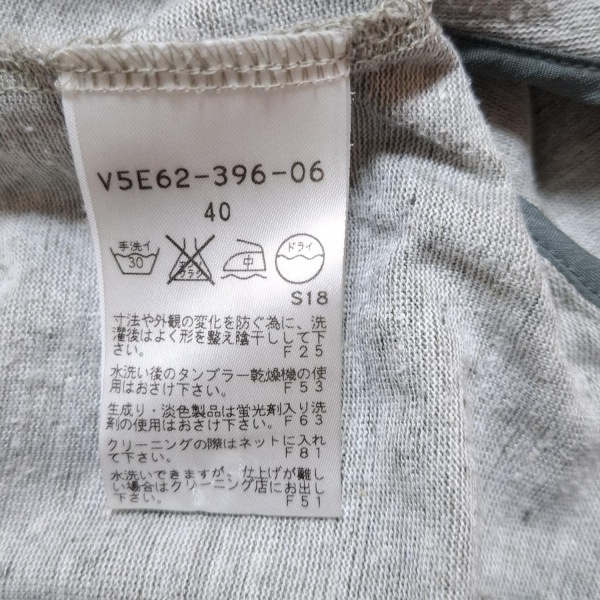 V5E62-396-06
40
手洗イ 30 エンソ サラシ 中 ドライ
S18
寸法や外観の変化を防ぐ為に、洗
濯後はよく形を整え陰干しして下
さい。 F25
水洗い後のタンブラー乾燥機の使
用はおさけ下さい。 F53
生成り・淡色製品は蛍光剤入り洗
剤の使用はおさけ下さい。 F63
クリーニングの際はネットに入れ
て下さい。 F81
水洗いできますが、仕上げが難し
い場合はクリーニング店にお出し
下さい。 F51